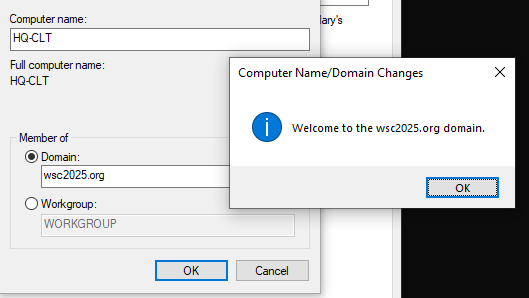 Computer name:
ary's
HQ-CLT
Full computer name:
HQ-CLT
Computer Name/Domain Changes
Welcome to the wsc2025.org domain.
OK
Member of
Domain:
wsc2025.org
Workgroup:
WORKGROUP
OK
Cancel